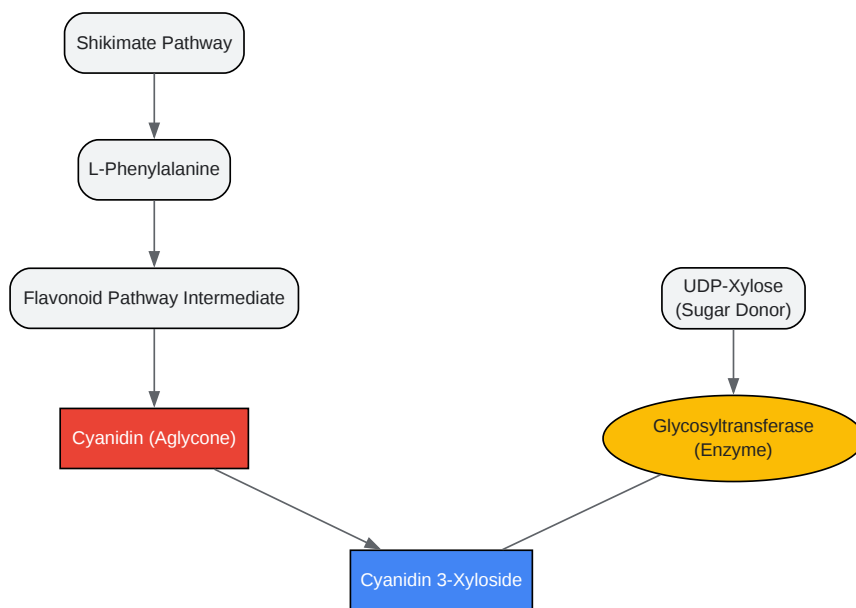 Shikimate Pathway
L-Phenylalanine
Flavonoid Pathway Intermediate
UDP-Xylose
(Sugar Donor)
Cyanidin (Aglycone)
Glycosyltransferase
(Enzyme)
Cyanidin 3-Xyloside